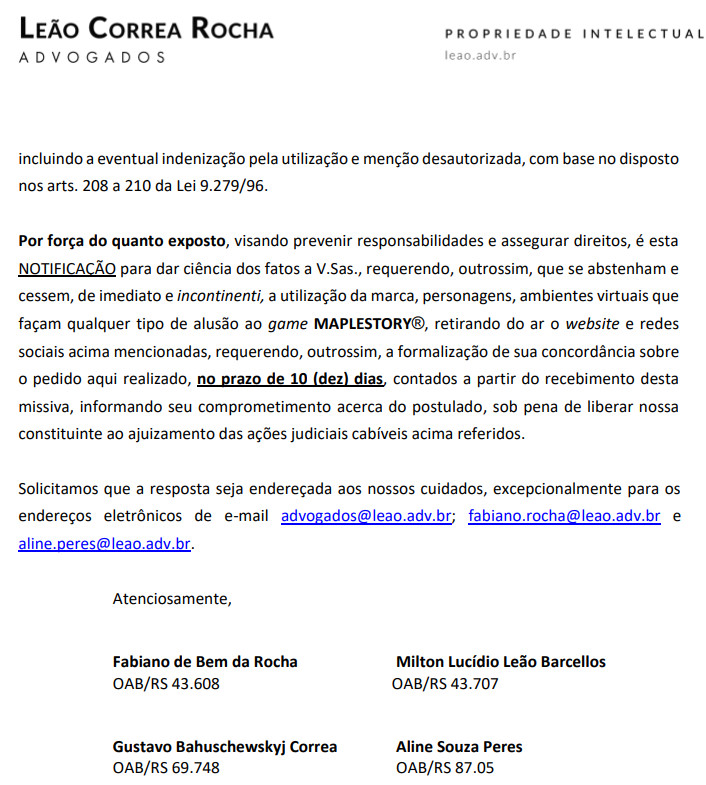 LEÃO CORREA ROCHA
ADVOGADOS
PROPRIEDADE INTELECTUAL
leao.adv.br
incluindo a eventual indenização pela utilização e menção desautorizada, com base no disposto
nos arts. 208 a 210 da Lei 9.279/96.
Por força do quanto exposto, visando prevenir responsabilidades e assegurar direitos, é esta
NOTIFICAÇÃO para dar ciência dos fatos a V.Sas., requerendo, outrossim, que se abstenham e
cessem, de imediato e incontinenti, a utilização da marca, personagens, ambientes virtuais que
façam qualquer tipo de alusão ao game MAPLESTORY®, retirando do ar o website e redes
sociais acima mencionadas, requerendo, outrossim, a formalização de sua concordância sobre
o pedido aqui realizado, no prazo de 10 (dez) dias, contados a partir do recebimento desta
missiva, informando seu comprometimento acerca do postulado, sob pena de liberar nossa
constituinte ao ajuizamento das ações judiciais cabíveis acima referidos.
Solicitamos que a resposta seja endereçada aos nossos cuidados, excepcionalmente para os
endereços eletrônicos de e-mail advogados@leao.adv.br; fabiano.rocha@leao.adv.br e
aline.peres@leao.adv.br.
Atenciosamente,
Fabiano de Bem da Rocha
OAB/RS 43.608
Milton Lucídio Leão Barcellos
OAB/RS 43.707
Gustavo Bahuschewskyj Correa
OAB/RS 69.748
Aline Souza Peres
OAB/RS 87.05